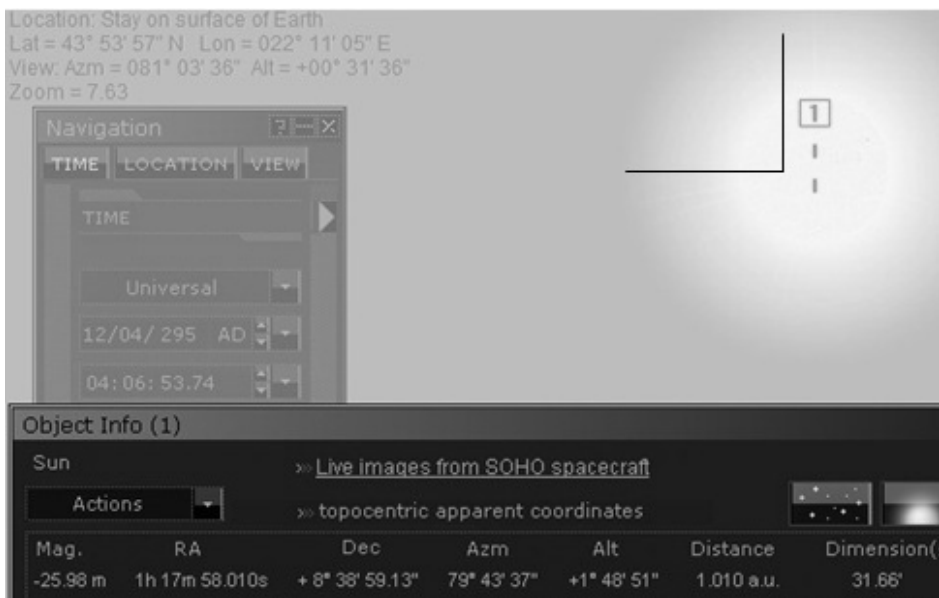 Location: Stay on surface of Earth
Lat = 43° 53' 57" N Lon = 022° 11' 05" E
View: Azm = 081° 03' 36" Alt = +00° 31' 36"
Zoom = 7.63
Navigation ? — X
TIME LOCATION VIEW
TIME
Universal
12/04/ 295 AD
04:06:53.74
1
Object Info (1)
Sun
»» Live images from SOHO spacecraft
Actions
»» topocentric apparent coordinates
Mag. RA Dec Azm Alt Distance Dimension(
-25.98 m 1h 17m 58.010s + 8° 38' 59.13" 79° 43' 37" +1° 48' 51" 1.010 a.u. 31.66'